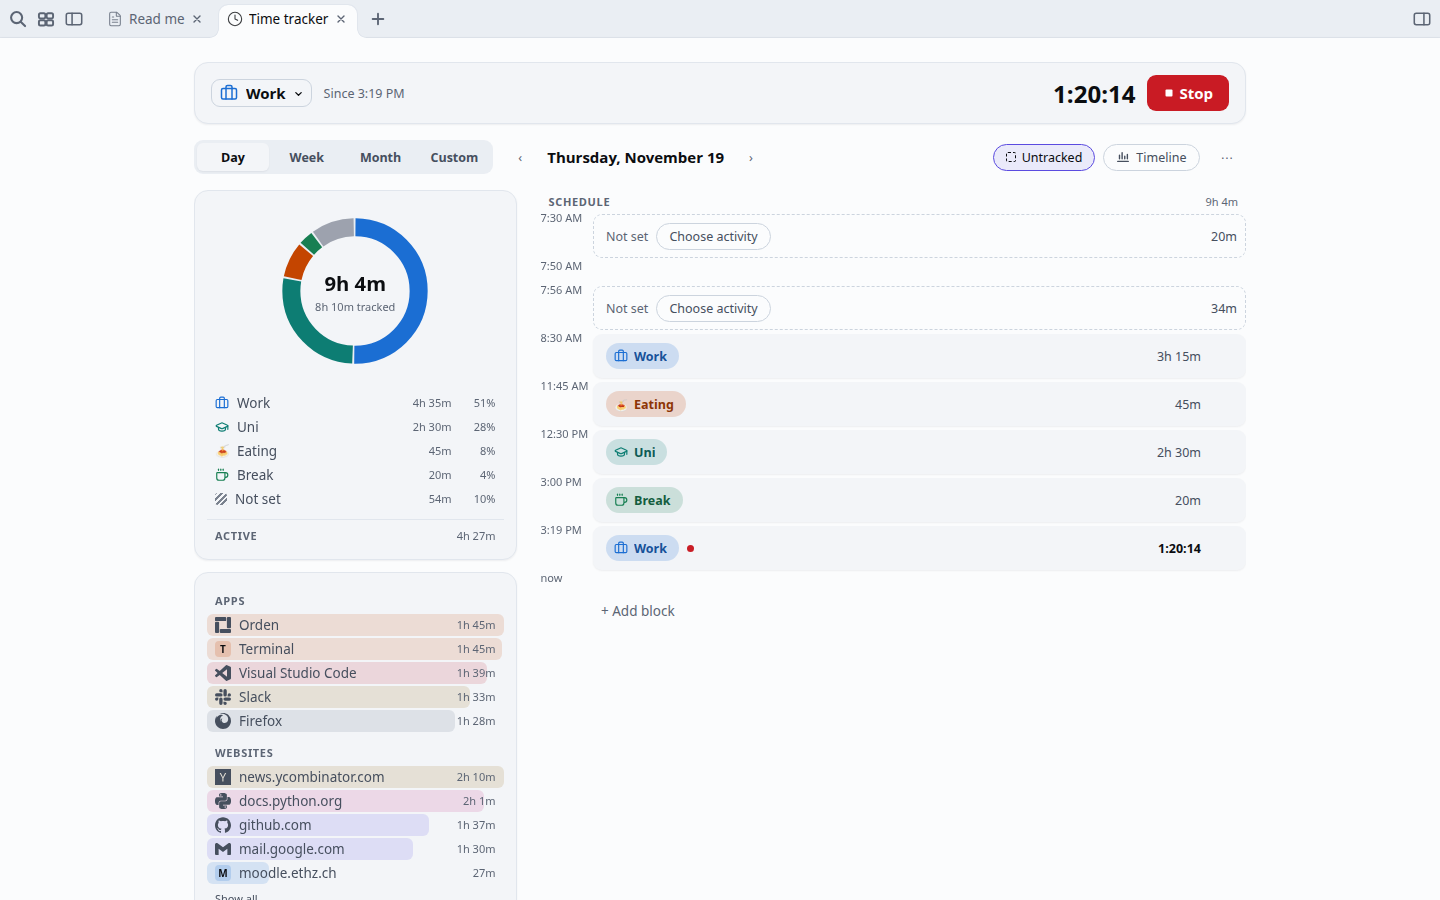 Read me
Time tracker
Work
Since 3:19 PM
1:20:14
Stop
Day
Week
Month
Custom
Thursday, November 19
Untracked
Timeline
9h 4m
8h 10m tracked
Work 4h 35m 51%
Uni 2h 30m 28%
Eating 45m 8%
Break 20m 4%
Not set 54m 10%
ACTIVE 4h 27m
APPS
Orden 1h 45m
T Terminal 1h 45m
Visual Studio Code 1h 39m
Slack 1h 33m
Firefox 1h 28m
WEBSITES
Y news.ycombinator.com 2h 10m
docs.python.org 2h 1m
github.com 1h 37m
mail.google.com 1h 30m
M moodle.ethz.ch 27m
Show all
SCHEDULE 9h 4m
7:30 AM
Not set Choose activity 20m
7:50 AM
7:56 AM
Not set Choose activity 34m
8:30 AM
Work 3h 15m
11:45 AM
Eating 45m
12:30 PM
Uni 2h 30m
3:00 PM
Break 20m
3:19 PM
Work 1:20:14
now
+ Add block